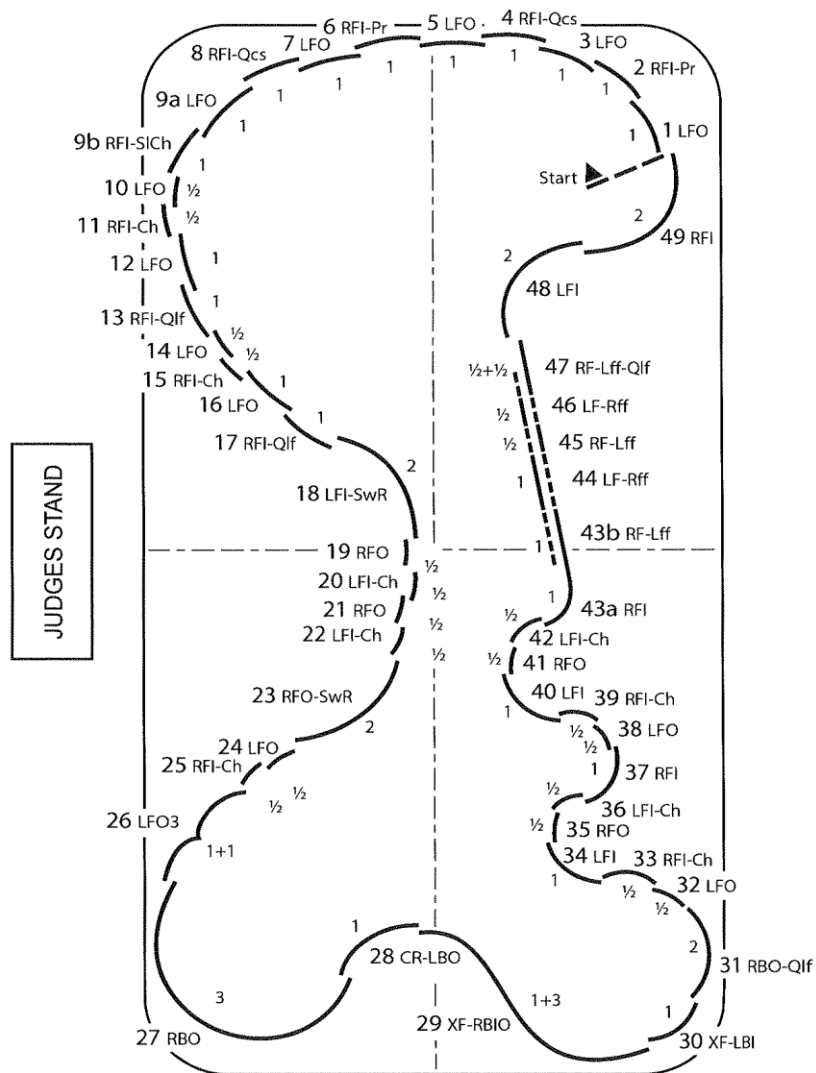 6 RFI-Pr
5 LFO
4 RFI-Qcs
8 RFI-Qcs
7 LFO
3 LFO
2 RFI-Pr
9a LFO
1 LFO
9b RFI-SlCh
Start
10 LFO
11 RFI-Ch
49 RFI
12 LFO
48 LFI
13 RFI-Qlf
14 LFO
15 RFI-Ch
16 LFO
17 RFI-Qlf
18 LFI-SwR
19 RFO
20 LFI-Ch
21 RFO
22 LFI-Ch
23 RFO-SwR
24 LFO
25 RFI-Ch
26 LFO3
27 RBO
28 CR-LBO
29 XF-RBIO
30 XF-LBI
31 RBO-Qlf
32 LFO
33 RFI-Ch
34 LFI
35 RFO
36 LFI-Ch
37 RFI
38 LFO
39 RFI-Ch
40 LFI
41 RFO
42 LFI-Ch
43a RFI
43b RF-Lff
44 LF-Rff
45 RF-Lff
46 LF-Rff
47 RF-Lff-Qlf
JUDGES STAND
1
1
1
1
1
1
1
1
1
1
½
½
1
1
½
½
1
1
2
½
½
½
½
2
½
½
1+1
3
1
1+3
1
2
½
½
1
½
½
1
½
½
1
½
½
1
1
1
½
½
½+½
2
2